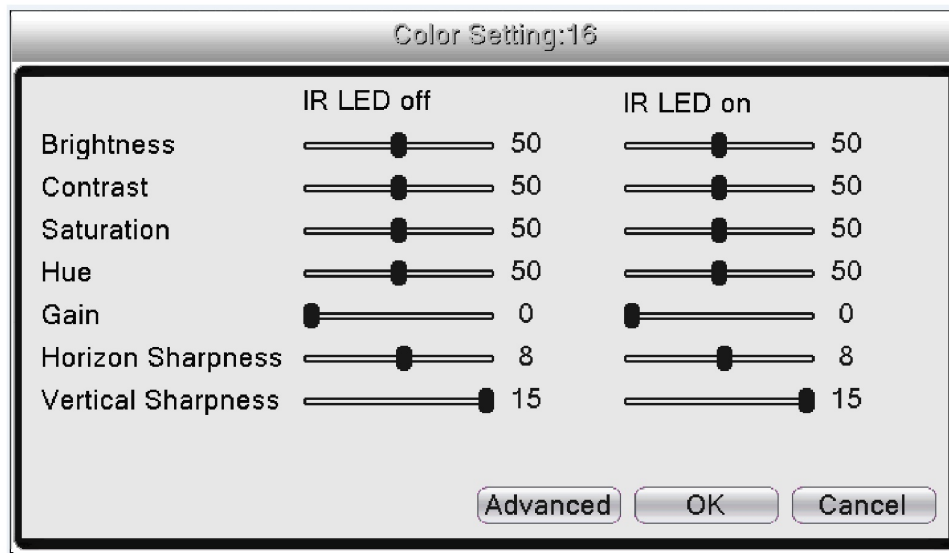 Color Setting:16
IR LED off IR LED on
Brightness 50 50
Contrast 50 50
Saturation 50 50
Hue 50 50
Gain 0 0
Horizon Sharpness 8 8
Vertical Sharpness 15 15
Advanced OK Cancel